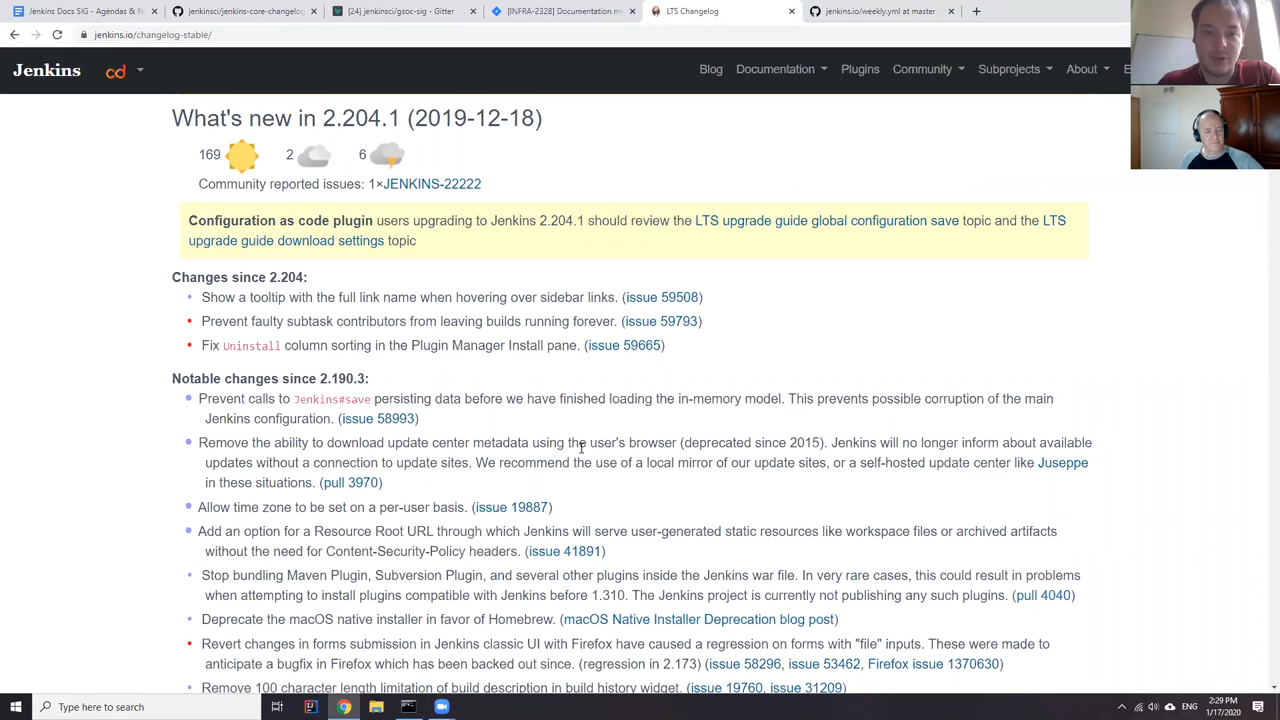 Jenkins Docs SIG - Agendas & N
jenkinsci/jenkins-core-changelog
[24] jenkinsci/gsoc-sig - Gitter
[INFRA-2328] Documentation m
LTS Changelog
jenkins.io/weekly.yml at master
jenkins.io/changelog-stable/
Jenkins
cd
Blog
Documentation
Plugins
Community
Subprojects
About
E
What's new in 2.204.1 (2019-12-18)
169
2
6
Community reported issues: 1×JENKINS-22222
Configuration as code plugin users upgrading to Jenkins 2.204.1 should review the LTS upgrade guide global configuration save topic and the LTS
upgrade guide download settings topic
Changes since 2.204:
Show a tooltip with the full link name when hovering over sidebar links. (issue 59508)
Prevent faulty subtask contributors from leaving builds running forever. (issue 59793)
Fix Uninstall column sorting in the Plugin Manager Install pane. (issue 59665)
Notable changes since 2.190.3:
Prevent calls to Jenkins#save persisting data before we have finished loading the in-memory model. This prevents possible corruption of the main
Jenkins configuration. (issue 58993)
Remove the ability to download update center metadata using the user's browser (deprecated since 2015). Jenkins will no longer inform about available
updates without a connection to update sites. We recommend the use of a local mirror of our update sites, or a self-hosted update center like Juseppe
in these situations. (pull 3970)
Allow time zone to be set on a per-user basis. (issue 19887)
Add an option for a Resource Root URL through which Jenkins will serve user-generated static resources like workspace files or archived artifacts
without the need for Content-Security-Policy headers. (issue 41891)
Stop bundling Maven Plugin, Subversion Plugin, and several other plugins inside the Jenkins war file. In very rare cases, this could result in problems
when attempting to install plugins compatible with Jenkins before 1.310. The Jenkins project is currently not publishing any such plugins. (pull 4040)
Deprecate the macOS native installer in favor of Homebrew. (macOS Native Installer Deprecation blog post)
Revert changes in forms submission in Jenkins classic UI with Firefox have caused a regression on forms with "file" inputs. These were made to
anticipate a bugfix in Firefox which has been backed out since. (regression in 2.173) (issue 58296, issue 53462, Firefox issue 1370630)
Remove 100 character length limitation of build description in build history widget. (issue 19760, issue 31209)
Type here to search
ENG
2:29 PM
1/17/2020